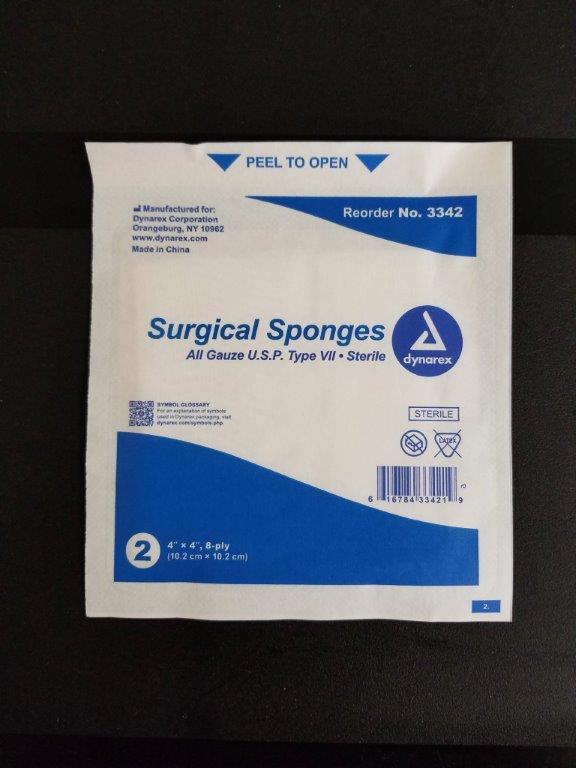 PEEL TO OPEN
Manufactured for:
Dynarex Corporation
Orangeburg, NY 10962
www.dynarex.com
Made in China
Reorder No. 3342
Surgical Sponges
All Gauze U.S.P. Type VII • Sterile
dynarex
SYMBOL GLOSSARY
For an explanation of symbols
used in Dynarex packaging, visit
dynarex.com/symbols.php
STERILE
LATEX
6 16784 33421 9
2
4" × 4", 8-ply
(10.2 cm × 10.2 cm)
2.